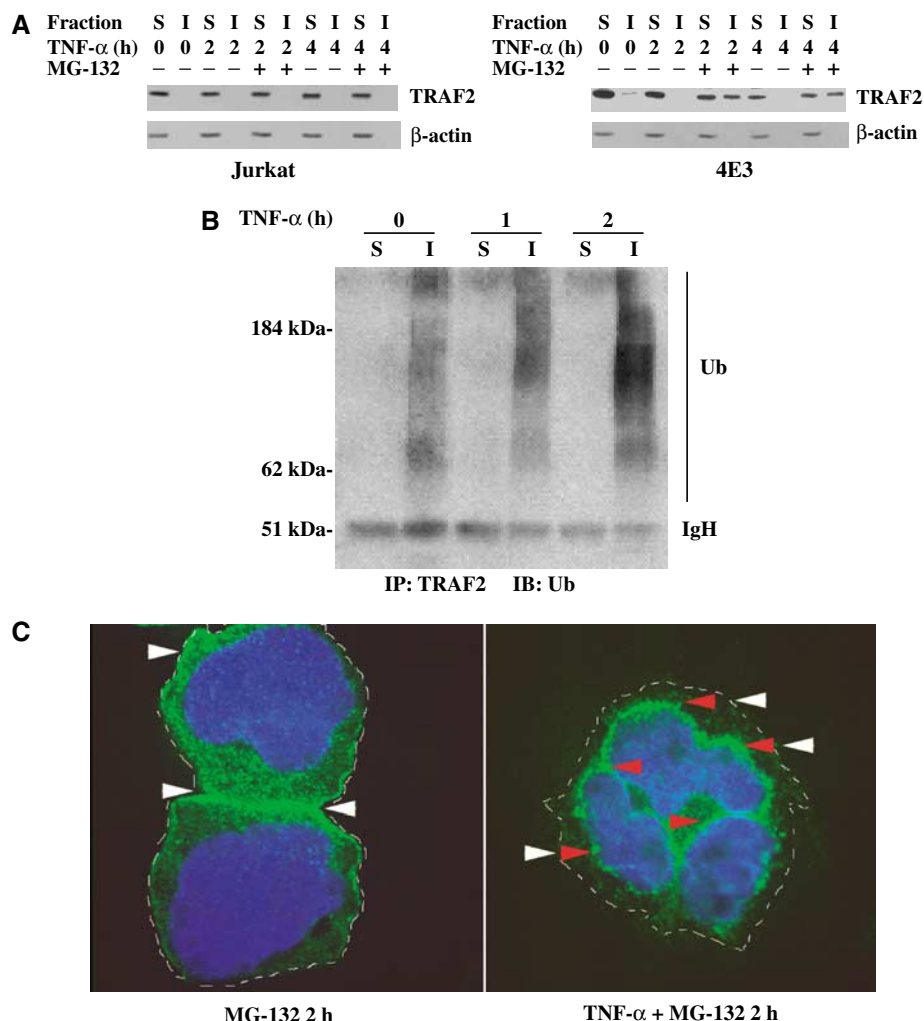 A
Fraction S I S I S I S I S I
TNF-α (h) 0 0 2 2 2 2 4 4 4 4
MG-132 – – – – + + – – + +
TRAF2
β-actin
Jurkat
Fraction S I S I S I S I S I
TNF-α (h) 0 0 2 2 2 2 4 4 4 4
MG-132 – – – – + + – – + +
TRAF2
β-actin
4E3
B
TNF-α (h) 0 1 2
S I S I S I
184 kDa-
62 kDa-
51 kDa-
Ub
IgH
IP: TRAF2 IB: Ub
C
MG-132 2 h
TNF-α + MG-132 2 h